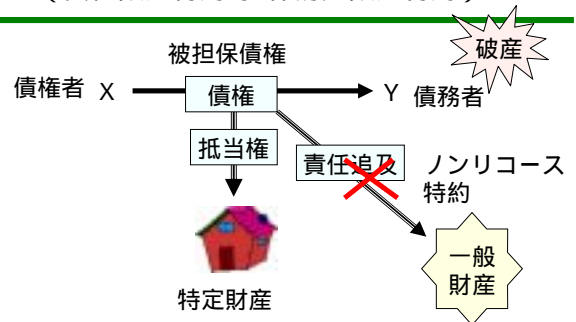 破産
被担保債権
債権者 X
債権
Y 債務者
抵当権
責任追及
ノンリコース
特約
一般
財産
特定財産